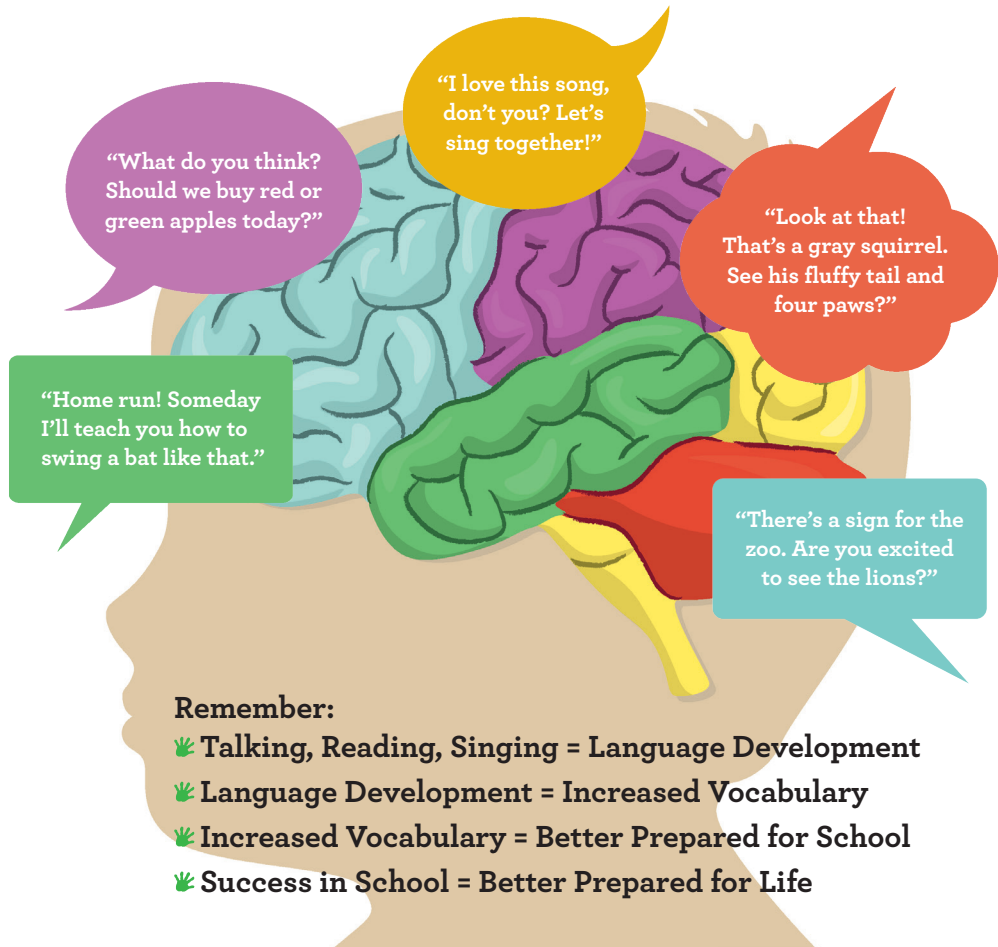 “I love this song,
don’t you? Let’s
sing together!”
“What do you think?
Should we buy red or
green apples today?”
“Look at that!
That’s a gray squirrel.
See his fluffy tail and
four paws?”
“Home run! Someday
I’ll teach you how to
swing a bat like that.”
“There’s a sign for the
zoo. Are you excited
to see the lions?”
Remember:
Talking, Reading, Singing = Language Development
Language Development = Increased Vocabulary
Increased Vocabulary = Better Prepared for School
Success in School = Better Prepared for Life